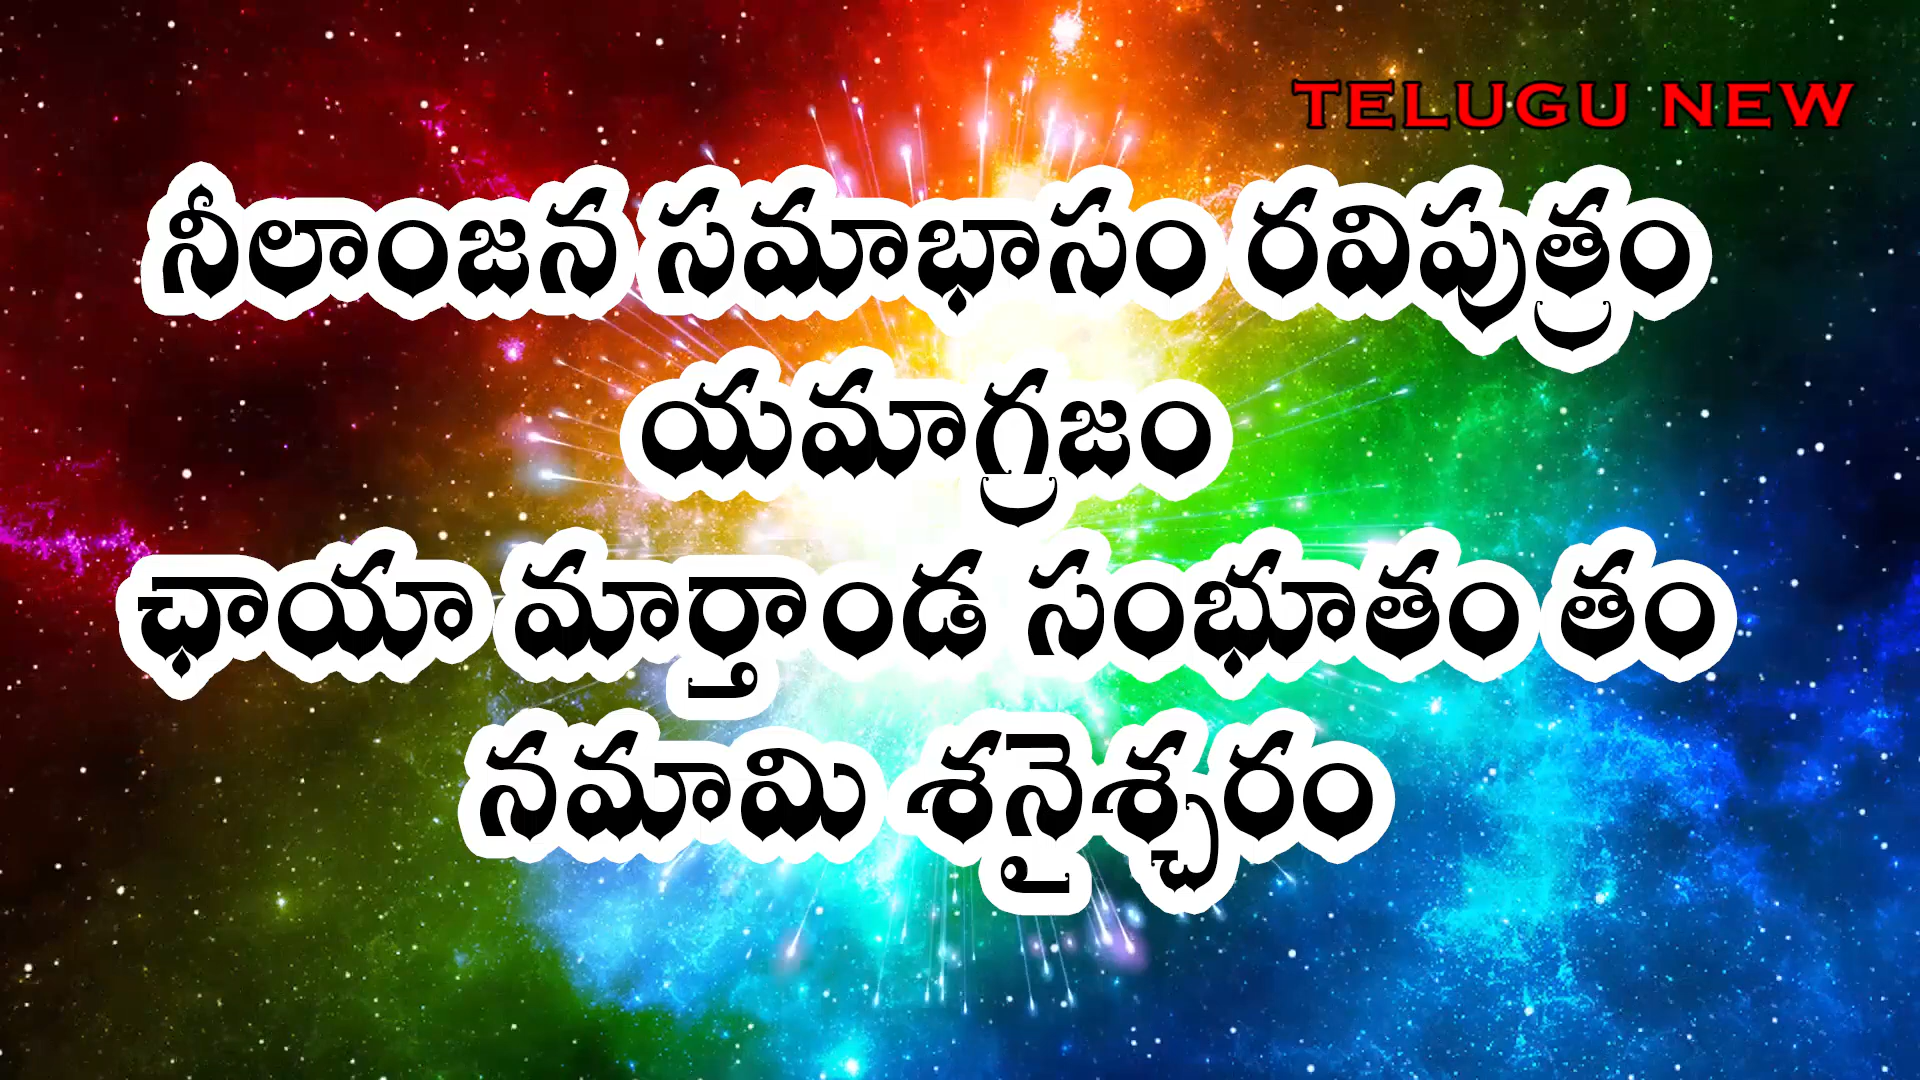 TELUGU NEW
నీలాంజన సమాభాసం రవిపుత్రం
యమాగ్రజం
ఛాయా మార్తాండ సంభూతం తం
నమామి శనైశ్చరం